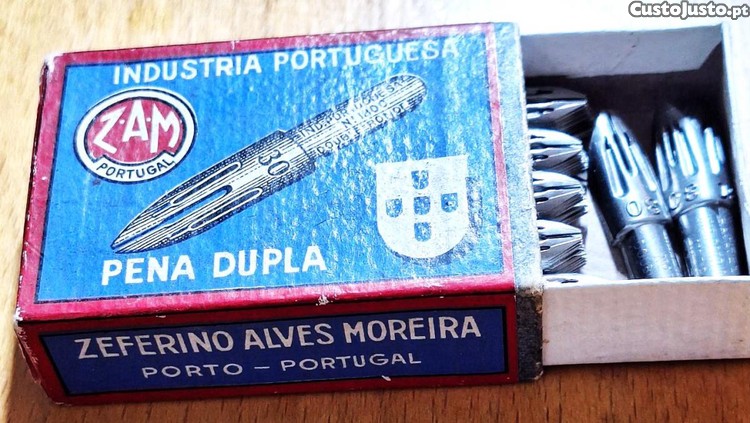 CustoJusto.pt
INDUSTRIA PORTUGUESA
Z.A.M
PORTUGAL
30
PENA DUPLA
ZEFERINO ALVES MOREIRA
PORTO — PORTUGAL